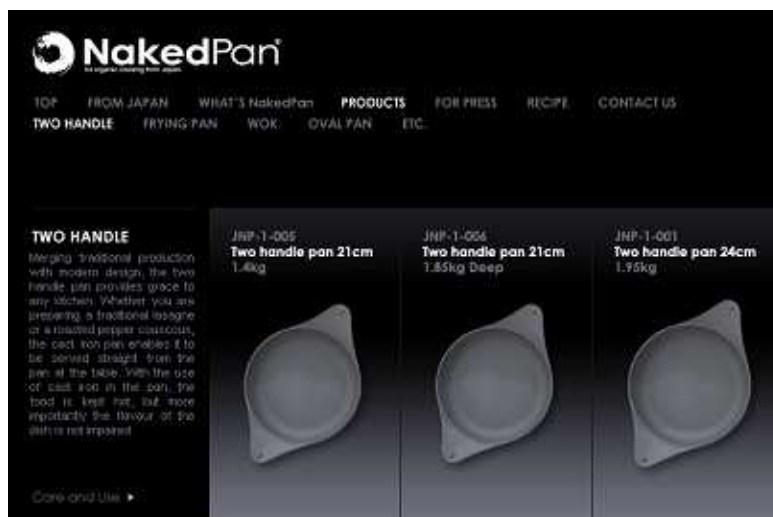 NakedPan
for organic cooking from Japan.
TOP FROM JAPAN WHAT'S NakedPan PRODUCTS FOR PRESS RECIPE CONTACT US
TWO HANDLE FRYING PAN WOK OVAL PAN ETC.
TWO HANDLE
Merging traditional production
with modern design, the two
handle pan provides grace to
any kitchen. Whether you are
preparing a traditional lasagne
or a roasted pepper couscous,
the cast iron pan enables it to
be served straight from the
pan at the table. With the use
of cast iron in the pan, the
food is kept hot, but more
importantly the flavour of the
dish is not impaired
Care and Use
JNP-1-005
Two handle pan 21cm
1.4kg
JNP-1-006
Two handle pan 21cm
1.85kg Deep
JNP-1-001
Two handle pan 24cm
1.95kg